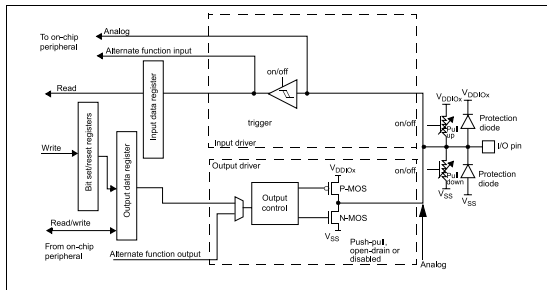 To on-chip
peripheral
Analog
Alternate function input
on/off
Read
Input data register
trigger
Input driver
VDDIOx
VDDIOx
on/off
Pull
up
Protection
diode
I/O pin
on/off
Pull
down
Protection
diode
VSS
VSS
Write
Bit set/reset registers
Output data register
Read/write
From on-chip
peripheral
Alternate function output
Output driver
VDDIOx
Output
control
P-MOS
N-MOS
VSS
Push-pull,
open-drain or
disabled
Analog